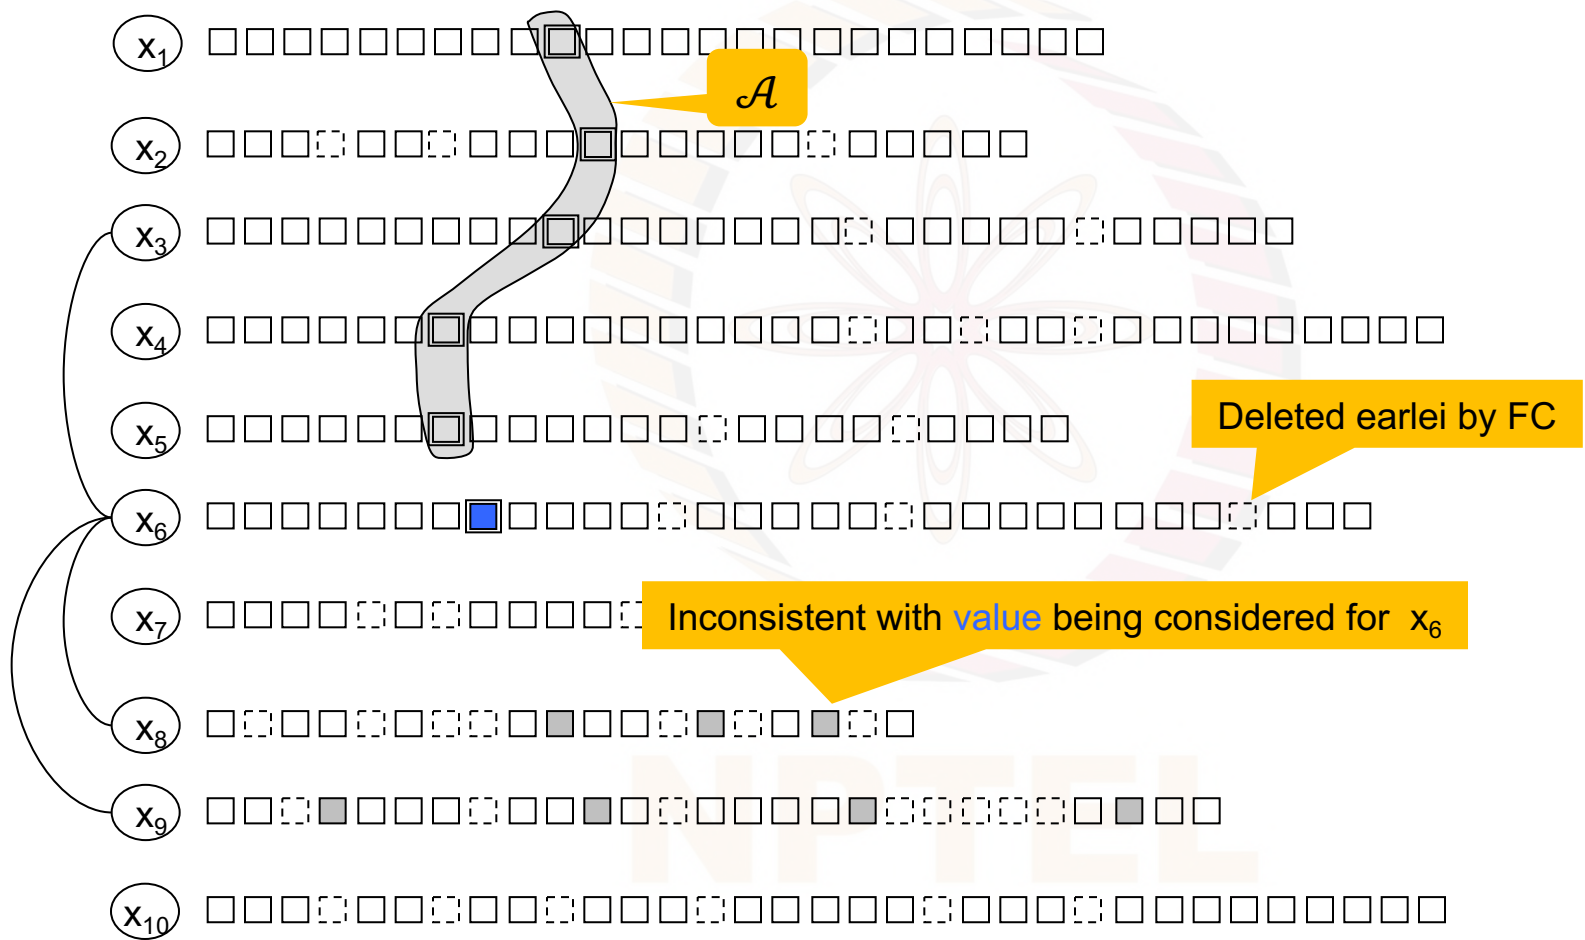 x₁
𝒜
x₂
x₃
x₄
x₅
Deleted earlei by FC
x₆
x₇
Inconsistent with value being considered for x₆
x₈
x₉
x₁₀
NPTEL